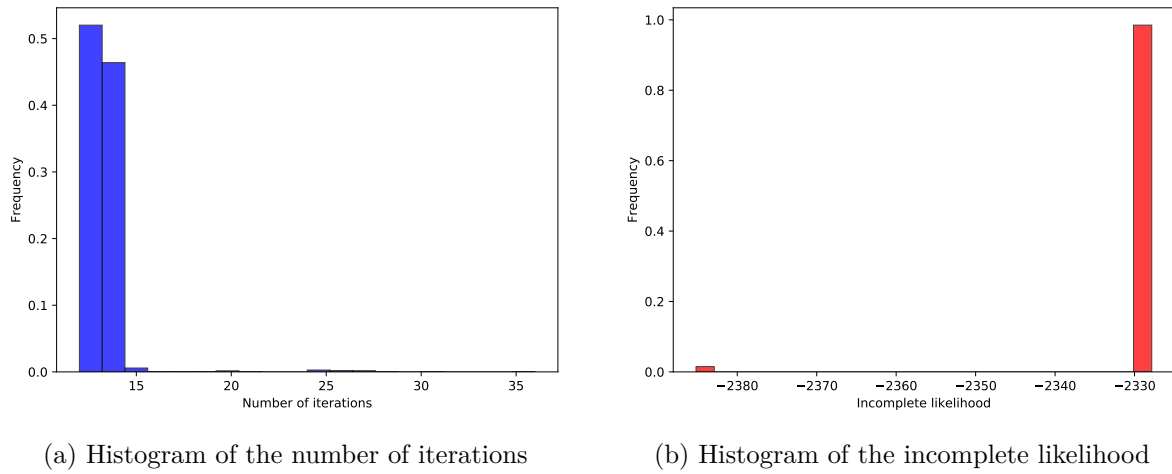 0.5
0.4
0.3
0.2
0.1
0.0
Frequency
15 20 25 30 35
Number of iterations
(a) Histogram of the number of iterations
1.0
0.8
0.6
0.4
0.2
0.0
Frequency
−2380 −2370 −2360 −2350 −2340 −2330
Incomplete likelihood
(b) Histogram of the incomplete likelihood